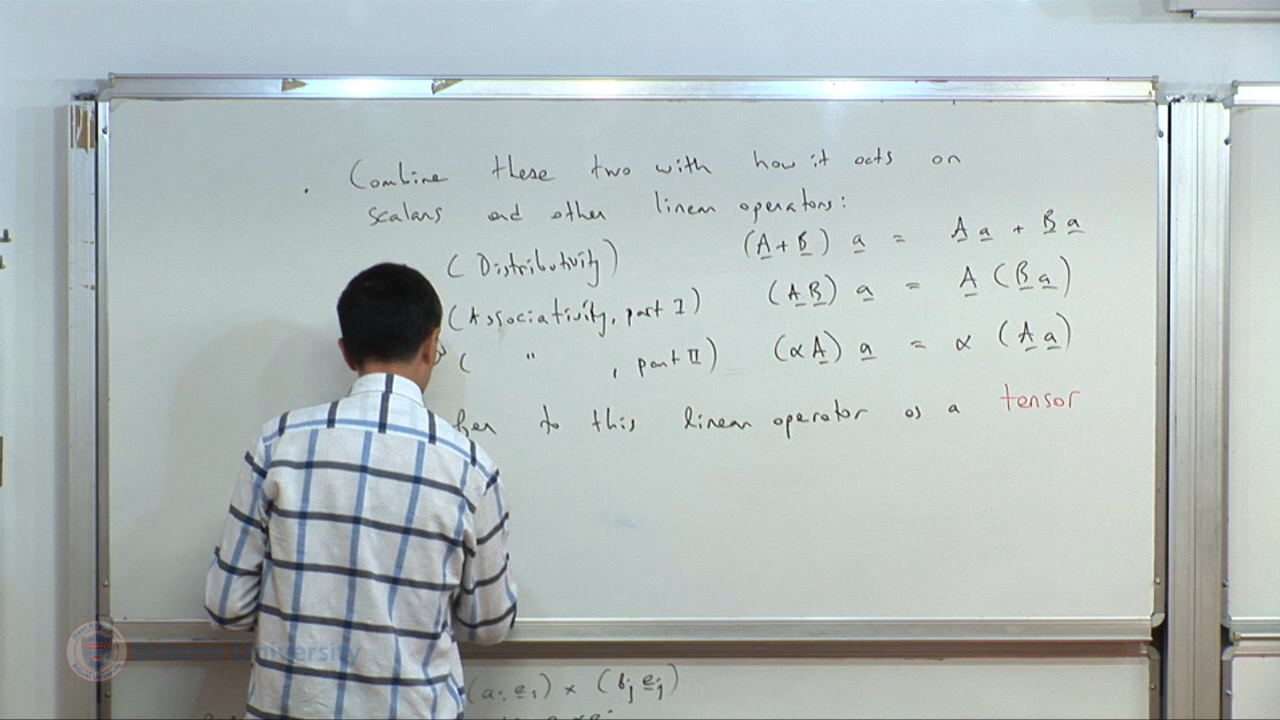 . Combine these two with how it acts on
scalars and other linear operators:
(Distributivity) (A + B) a = A a + B a
(Associativity, part I) (A B) a = A (B a)
( " , part II) (α A) a = α (A a)
to this linear operator as a tensor
(a_i e_i) × (b_j e_j)
University